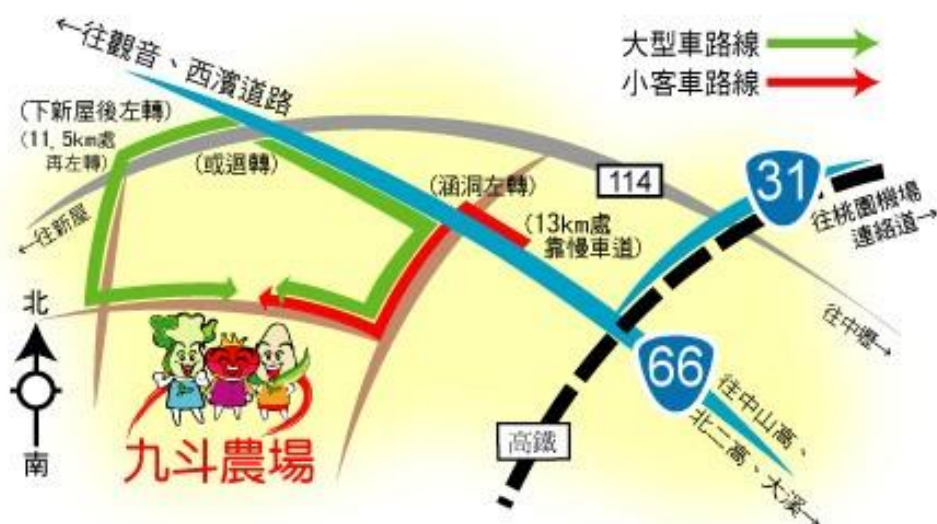 ←往觀音、西濱道路
大型車路線
小客車路線
(下新屋後左轉)
(11,5km處
再左轉)
(或迴轉)
(涵洞左轉)
114
31
(13km處
靠慢車道)
往桃園機場
連絡道→
←往新屋
北
南
往中壢→
66
往中山高、
北二高、大溪→
高鐵
九斗農場